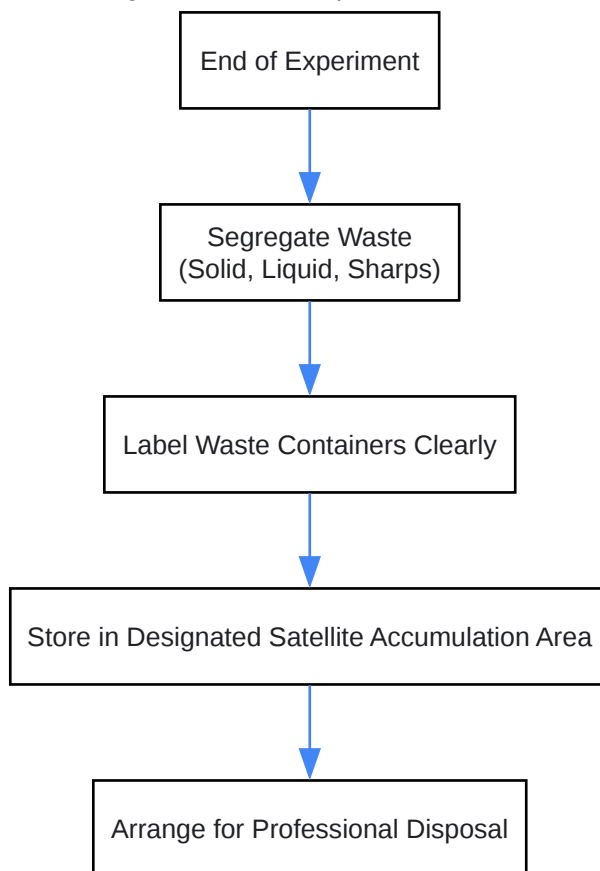 End of Experiment
Segregate Waste
(Solid, Liquid, Sharps)
Label Waste Containers Clearly
Store in Designated Satellite Accumulation Area
Arrange for Professional Disposal